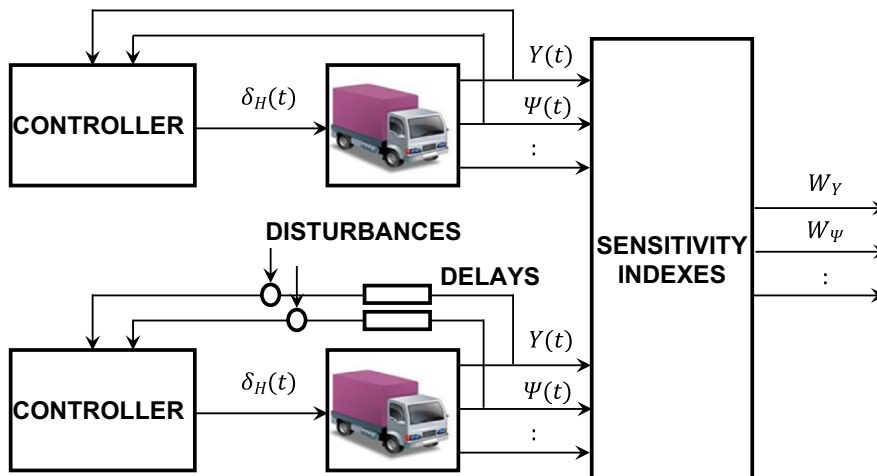 Y(t)
δ_H(t)
Ψ(t)
CONTROLLER
:
W_Y
DISTURBANCES
SENSITIVITY
INDEXES
W_Ψ
DELAYS
:
Y(t)
δ_H(t)
Ψ(t)
CONTROLLER
: